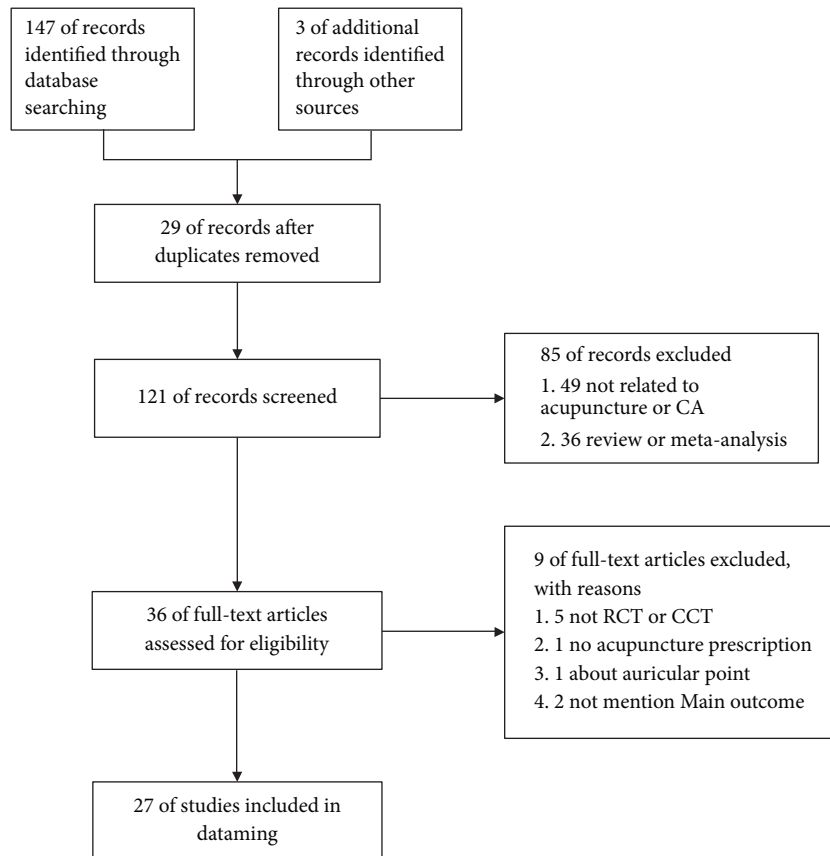 147 of records
identified through
database
searching
3 of additional
records identified
through other
sources
29 of records after
duplicates removed
121 of records screened
85 of records excluded
1. 49 not related to
acupuncture or CA
2. 36 review or meta-analysis
36 of full-text articles
assessed for eligibility
9 of full-text articles excluded,
with reasons
1. 5 not RCT or CCT
2. 1 no acupuncture prescription
3. 1 about auricular point
4. 2 not mention Main outcome
27 of studies included in
dataming